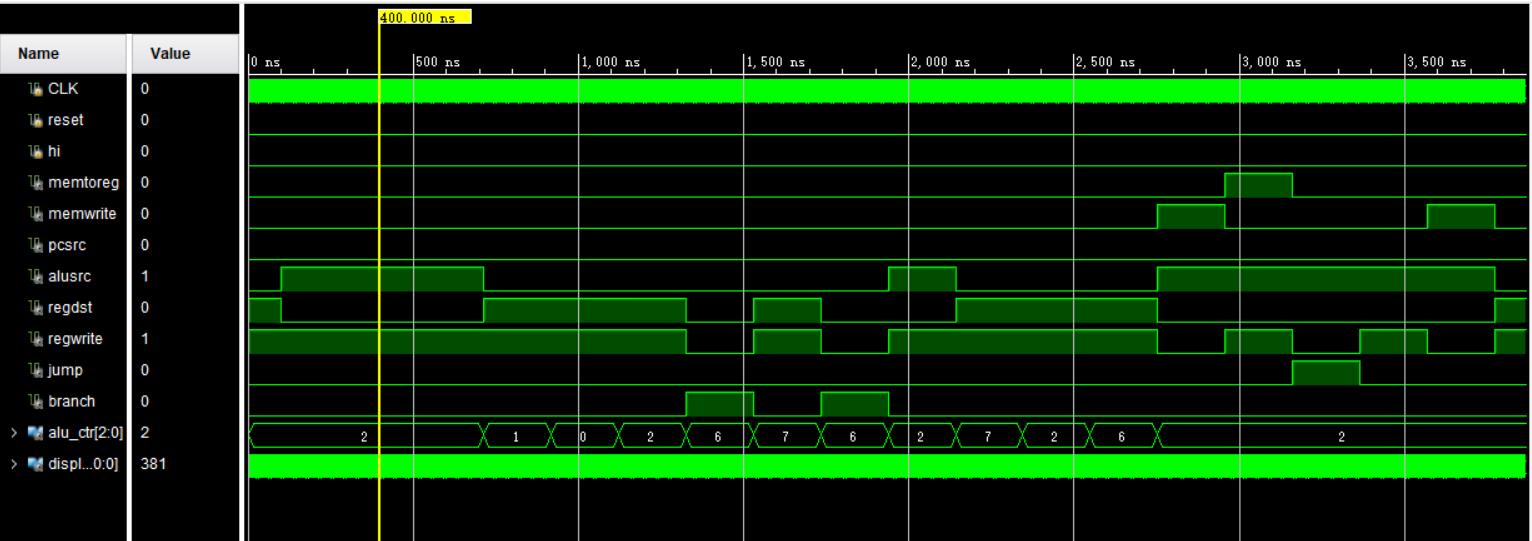 400.000 ns
Name Value
0 ns 500 ns 1,000 ns 1,500 ns 2,000 ns 2,500 ns 3,000 ns 3,500 ns
CLK 0
reset 0
hi 0
memtoreg 0
memwrite 0
pcsrc 0
alusrc 1
regdst 0
regwrite 1
jump 0
branch 0
alu_ctr[2:0] 2 2 1 0 2 6 7 6 2 7 2 6 2
displ...0:0] 381